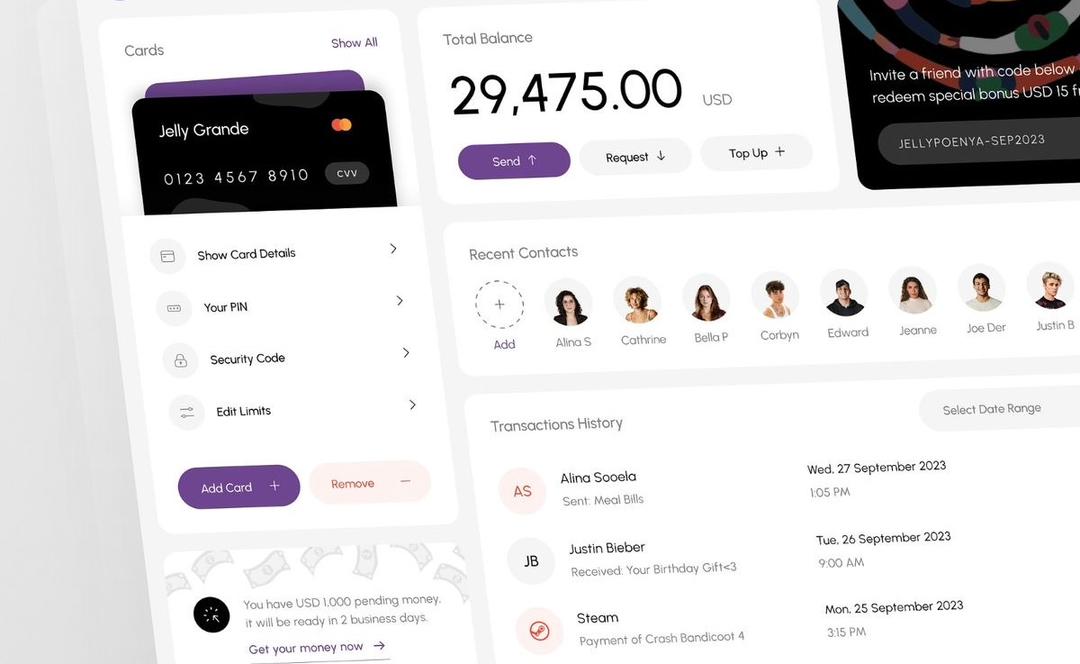 Cards
Show All
Jelly Grande
0123 4567 8910
CVV
Show Card Details
Your PIN
Security Code
Edit Limits
Add Card +
Remove −
You have USD 1,000 pending money,
it will be ready in 2 business days.
Get your money now →
Total Balance
29,475.00 USD
Send ↑
Request ↓
Top Up +
Invite a friend with code below
redeem special bonus USD 15
JELLYPOENYA-SEP2023
Recent Contacts
+
Add
Alina S
Cathrine
Bella P
Corbyn
Edward
Jeanne
Joe Der
Justin B
Transactions History
Select Date Range
AS
Alina Sooela
Sent: Meal Bills
Wed, 27 September 2023
1:05 PM
JB
Justin Bieber
Received: Your Birthday Gift<3
Tue, 26 September 2023
9:00 AM
Steam
Payment of Crash Bandicoot 4
Mon, 25 September 2023
3:15 PM